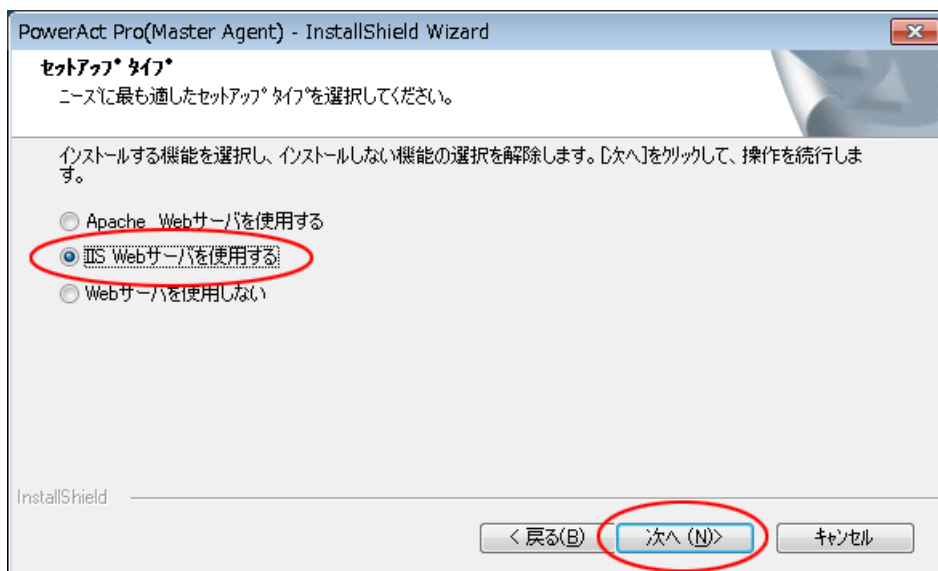 PowerAct Pro(Master Agent) - InstallShield Wizard
ｾｯﾄｱｯﾌﾟ ﾀｲﾌﾟ
ﾆｰｽﾞに最も適したｾｯﾄｱｯﾌﾟ ﾀｲﾌﾟを選択してください。
ｲﾝｽﾄｰﾙする機能を選択し、ｲﾝｽﾄｰﾙしない機能の選択を解除します。[次へ]をｸﾘｯｸして、操作を続行しま
す。
Apache Webサーバを使用する
IIS Webサーバを使用する
Webサーバを使用しない
InstallShield
< 戻る(B)
次へ (N)>
ｷｬﾝｾﾙ